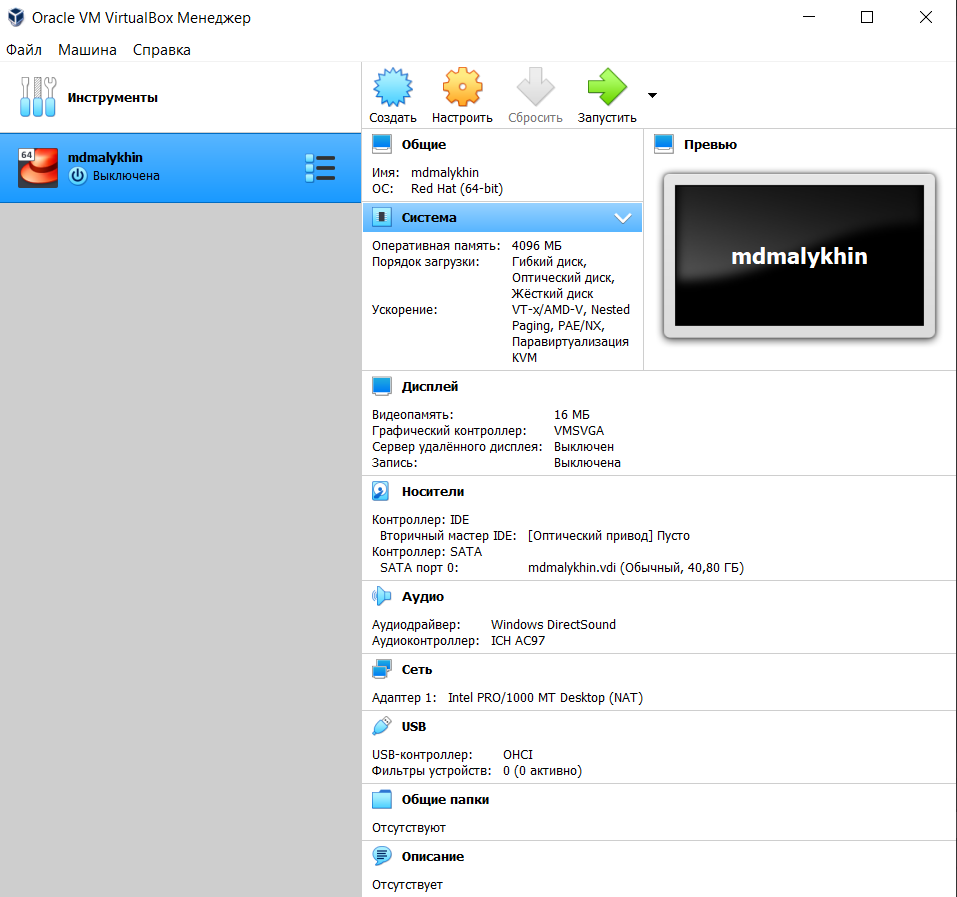 Oracle VM VirtualBox Менеджер
Файл Машина Справка
Инструменты
64
mdmalykhin
Выключена
Создать Настроить Сбросить Запустить
Общие
Имя: mdmalykhin
ОС: Red Hat (64-bit)
Превью
mdmalykhin
Система
Оперативная память: 4096 МБ
Порядок загрузки: Гибкий диск,
Оптический диск,
Жёсткий диск
Ускорение: VT-x/AMD-V, Nested
Paging, PAE/NX,
Паравиртуализация
KVM
Дисплей
Видеопамять: 16 МБ
Графический контроллер: VMSVGA
Сервер удалённого дисплея: Выключен
Запись: Выключена
Носители
Контроллер: IDE
Вторичный мастер IDE: [Оптический привод] Пусто
Контроллер: SATA
SATA порт 0: mdmalykhin.vdi (Обычный, 40,80 ГБ)
Аудио
Аудиодрайвер: Windows DirectSound
Аудиоконтроллер: ICH AC97
Сеть
Адаптер 1: Intel PRO/1000 MT Desktop (NAT)
USB
USB-контроллер: OHCI
Фильтры устройств: 0 (0 активно)
Общие папки
Отсутствуют
Описание
Отсутствует